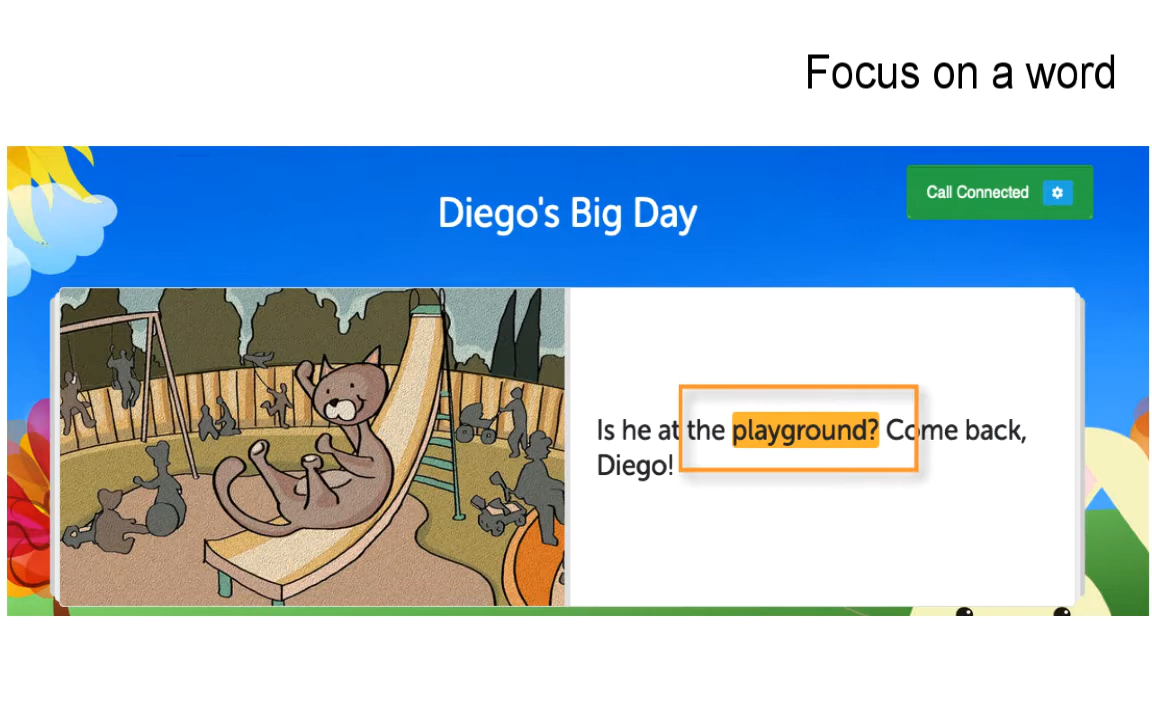 Focus on a word
Diego's Big Day
Call Connected
Is he at the playground? Come back,
Diego!